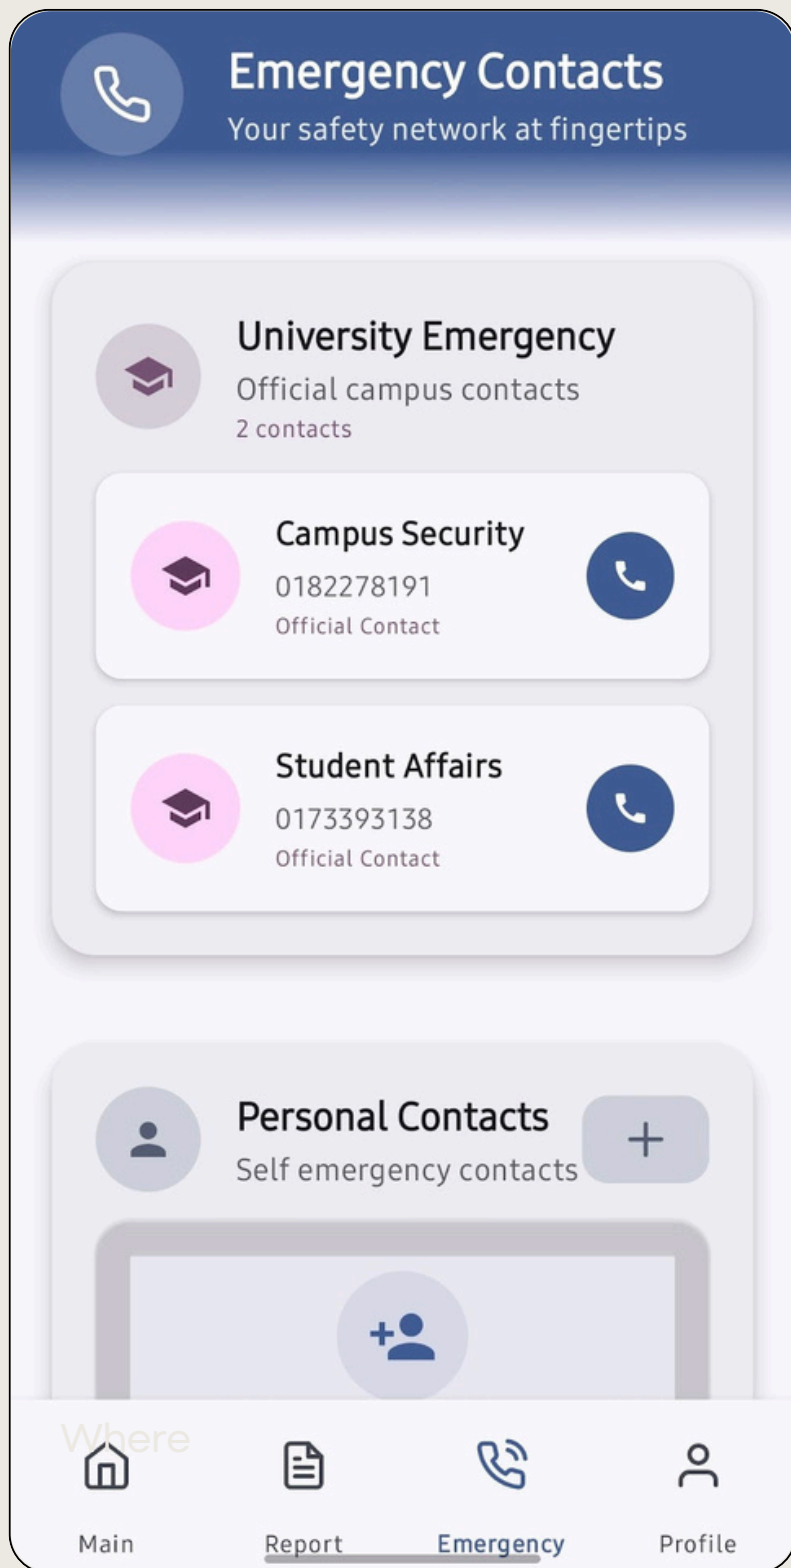 Emergency Contacts
Your safety network at fingertips
University Emergency
Official campus contacts
2 contacts
Campus Security
0182278191
Official Contact
Student Affairs
0173393138
Official Contact
Personal Contacts
Self emergency contacts
Where
Main
Report
Emergency
Profile